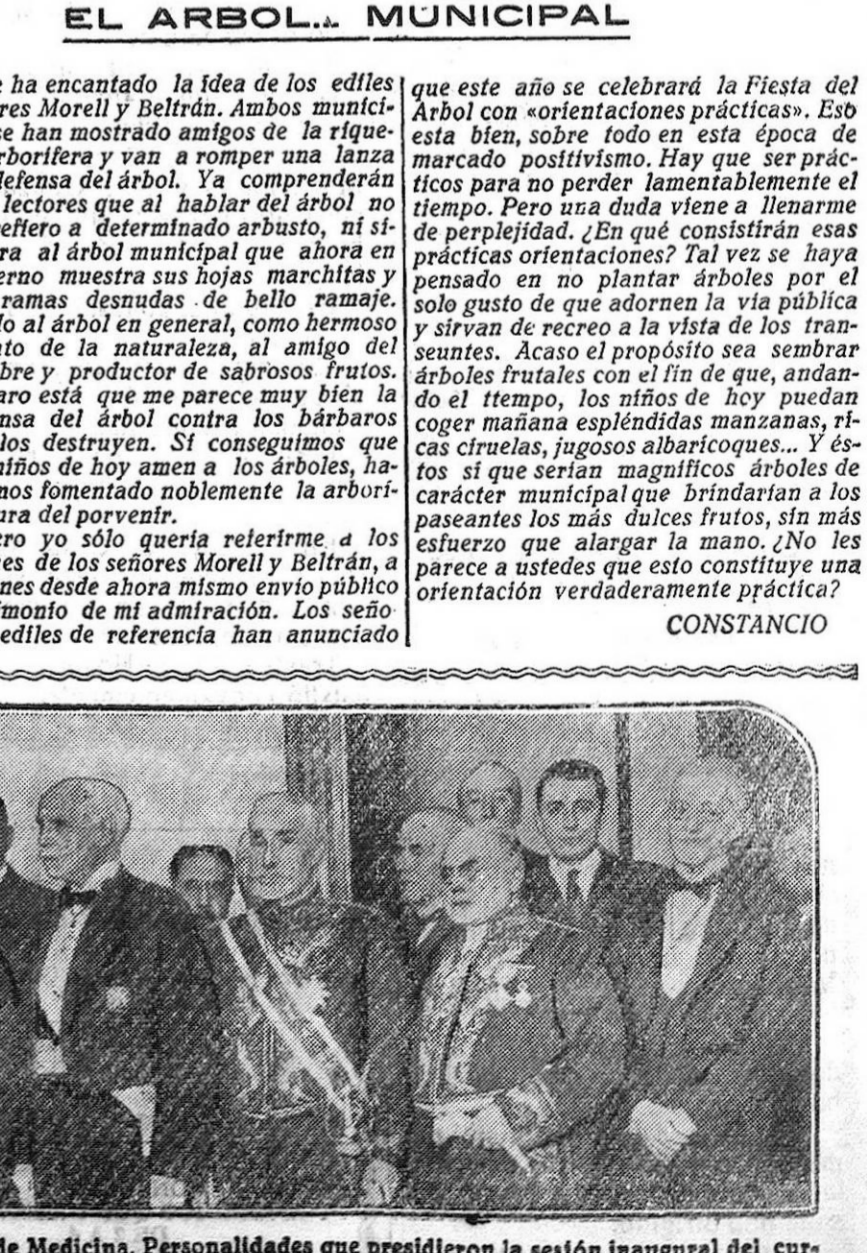 EL ARBOL... MUNICIPAL
e ha encantado la idea de los ediles
res Morell y Beltrán. Ambos munici-
se han mostrado amigos de la rique-
rborífera y van a romper una lanza
defensa del árbol. Ya comprenderán
lectores que al hablar del árbol no
efiero a determinado arbusto, ni si-
ra al árbol municipal que ahora en
erno muestra sus hojas marchitas y
ramas desnudas de bello ramaje.
lo al árbol en general, como hermoso
nto de la naturaleza, al amigo del
bre y productor de sabrosos frutos.
aro está que me parece muy bien la
nsa del árbol contra los bárbaros
los destruyen. Si conseguimos que
niños de hoy amen a los árboles, ha-
mos fomentado noblemente la arbori-
ura del porvenir.
ero yo sólo quería referirme a los
es de los señores Morell y Beltrán, a
enes desde ahora mismo envío público
imonio de mi admiración. Los seño-
ediles de referencia han anunciado
que este año se celebrará la Fiesta del
Arbol con «orientaciones prácticas». Eso
esta bien, sobre todo en esta época de
marcado positivismo. Hay que ser prác-
ticos para no perder lamentablemente el
tiempo. Pero una duda viene a llenarme
de perplejidad. ¿En qué consistirán esas
prácticas orientaciones? Tal vez se haya
pensado en no plantar árboles por el
solo gusto de que adornen la vía pública
y sirvan de recreo a la vista de los tran-
seuntes. Acaso el propósito sea sembrar
árboles frutales con el fin de que, andan-
do el ttempo, los niños de hoy puedan
coger mañana espléndidas manzanas, ri-
cas ciruelas, jugosos albaricoques... Y és-
tos sí que serían magníficos árboles de
carácter municipal que brindarían a los
paseantes los más dulces frutos, sin más
esfuerzo que alargar la mano. ¿No les
parece a ustedes que esto constituye una
orientación verdaderamente práctica?
CONSTANCIO
de Medicina. Personalidades que presidieron la sesión inaugural del cur-